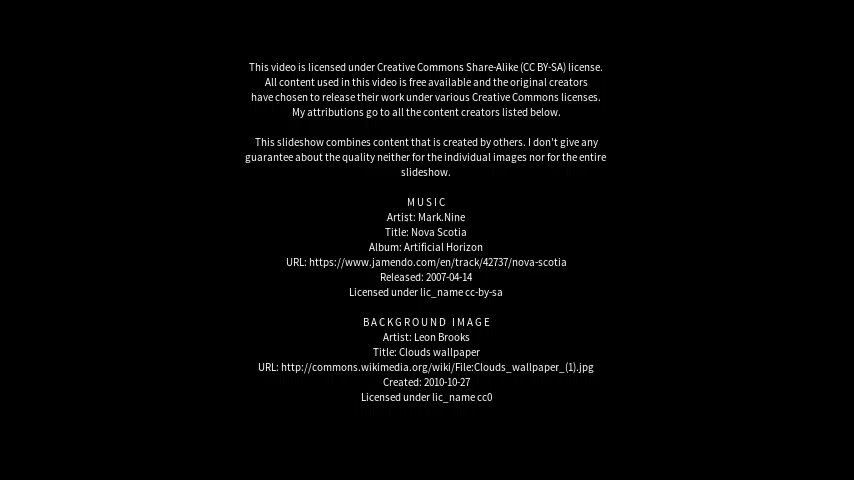 This video is licensed under Creative Commons Share-Alike (CC BY-SA) license.
All content used in this video is free available and the original creators
have chosen to release their work under various Creative Commons licenses.
My attributions go to all the content creators listed below.
This slideshow combines content that is created by others. I don't give any
guarantee about the quality neither for the individual images nor for the entire
slideshow.
MUSIC
Artist: Mark.Nine
Title: Nova Scotia
Album: Artificial Horizon
URL: https://www.jamendo.com/en/track/42737/nova-scotia
Released: 2007-04-14
Licensed under lic_name cc-by-sa
BACKGROUND IMAGE
Artist: Leon Brooks
Title: Clouds wallpaper
URL: http://commons.wikimedia.org/wiki/File:Clouds_wallpaper_(1).jpg
Created: 2010-10-27
Licensed under lic_name cc0